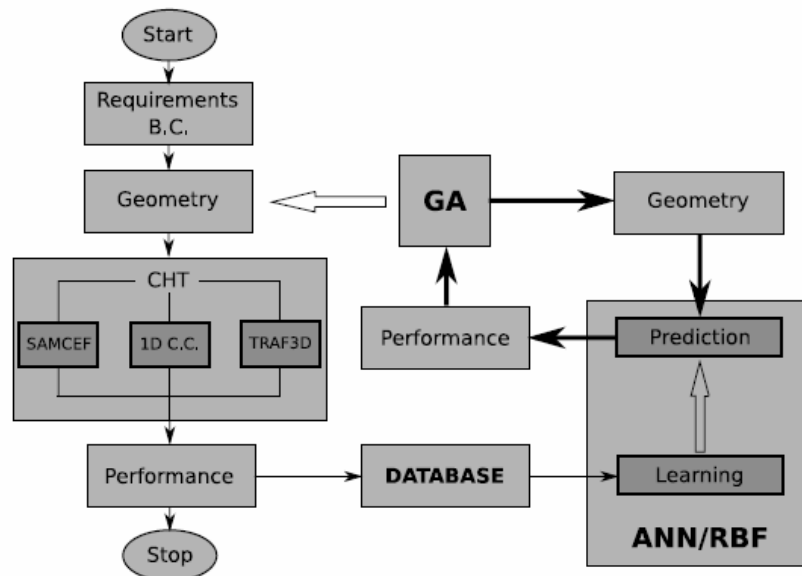 Start
Requirements
B.C.
Geometry
GA
Geometry
CHT
SAMCEF
1D C.C.
TRAF3D
Performance
Prediction
Performance
DATABASE
Learning
ANN/RBF
Stop